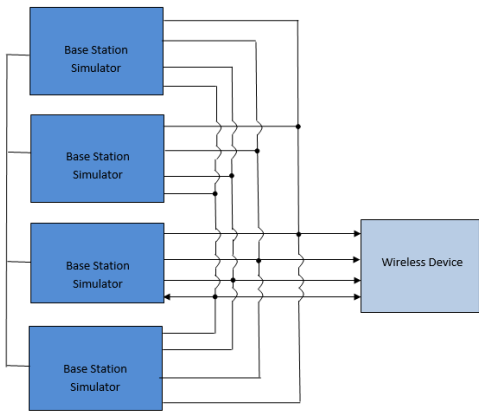 Base Station
Simulator
Base Station
Simulator
Base Station
Simulator
Wireless Device
Base Station
Simulator